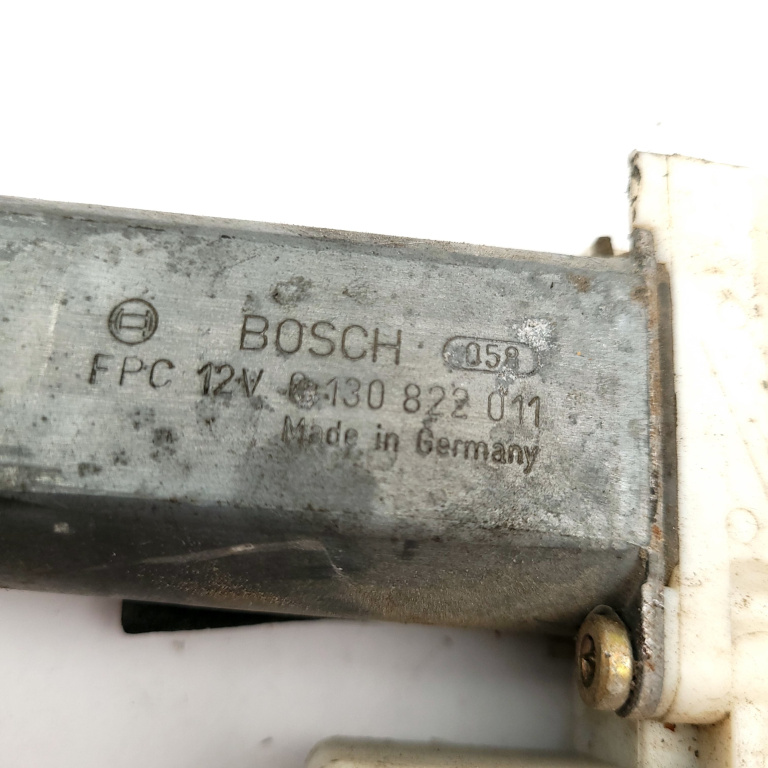 BOSCH 058
FPC 12V 0 130 822 011
Made in Germany